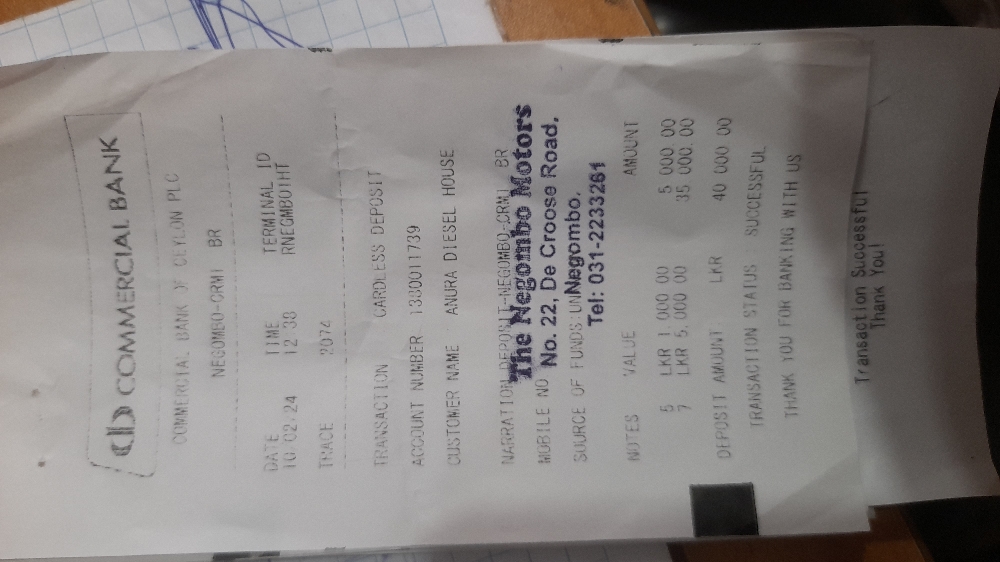 COMMERCIAL BANK
COMMERCIAL BANK OF CEYLON PLC
NEGOMBO-CRM1 BR
DATE TIME TERMINAL ID
10.02.24 12 38 RNEGMB01HT
TRACE 2074
TRANSACTION CARDLESS DEPOSIT
ACCOUNT NUMBER 1380011739
CUSTOMER NAME ANURA DIESEL HOUSE
NARRATION DEPOSIT-NEGOMBO-CRM1 BR
The Negombo Motors
MOBILE NO
No. 22, De Croose Road,
SOURCE OF FUNDS:
Negombo.
Tel: 031-2233261
NOTES VALUE AMOUNT
5 LKR 1,000 00 5 000 00
7 LKR 5,000 00 35 000.00
DEPOSIT AMOUNT LKR 40 000 00
TRANSACTION STATUS SUCCESSFUL
THANK YOU FOR BANKING WITH US
Transaction Successful
Thank You!